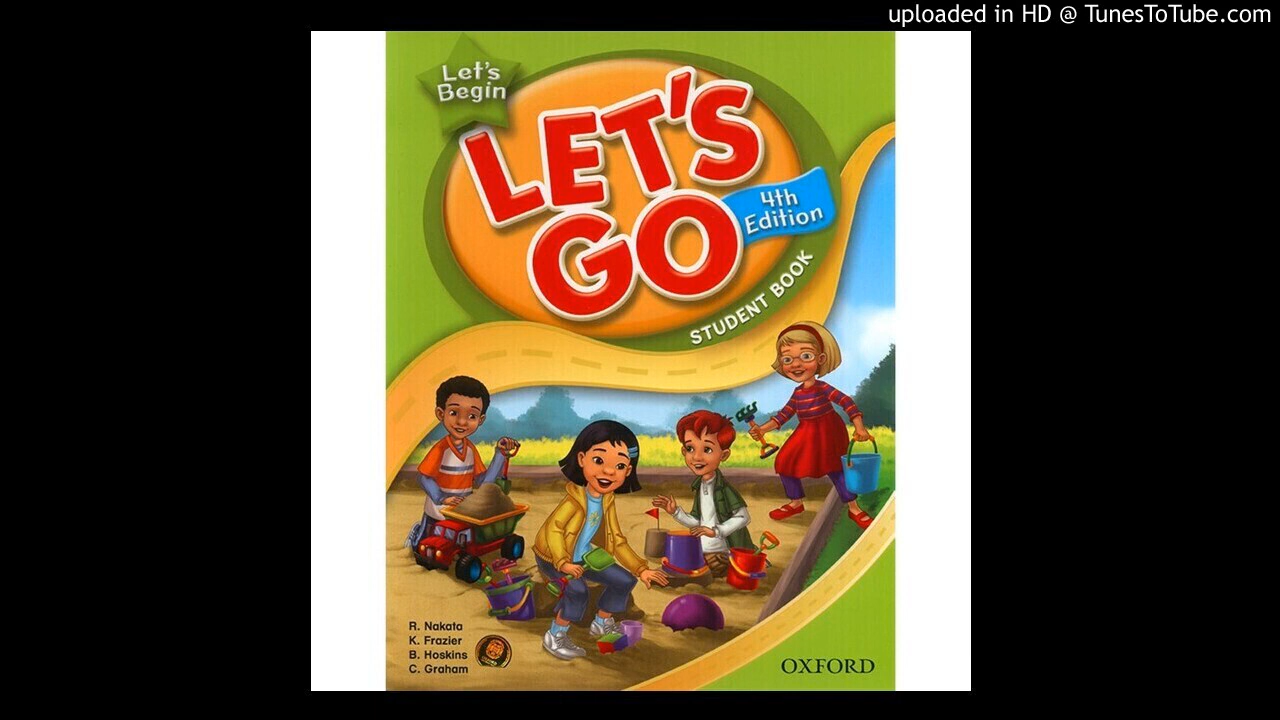 uploaded in HD @ TunesToTube.com
Let's
Begin
LET'S
GO
4th
Edition
STUDENT BOOK
R. Nakata
K. Frazier
B. Hoskins
C. Graham
OXFORD